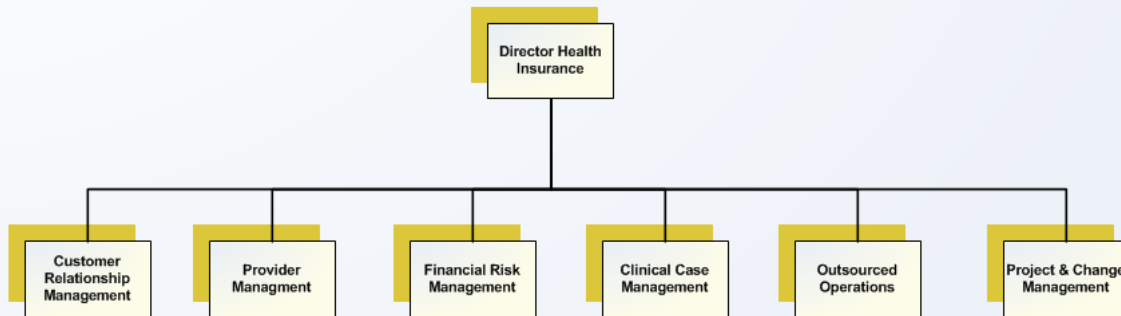 Director Health
Insurance
Customer
Relationship
Management
Provider
Managment
Financial Risk
Management
Clinical Case
Management
Outsourced
Operations
Project & Change
Management